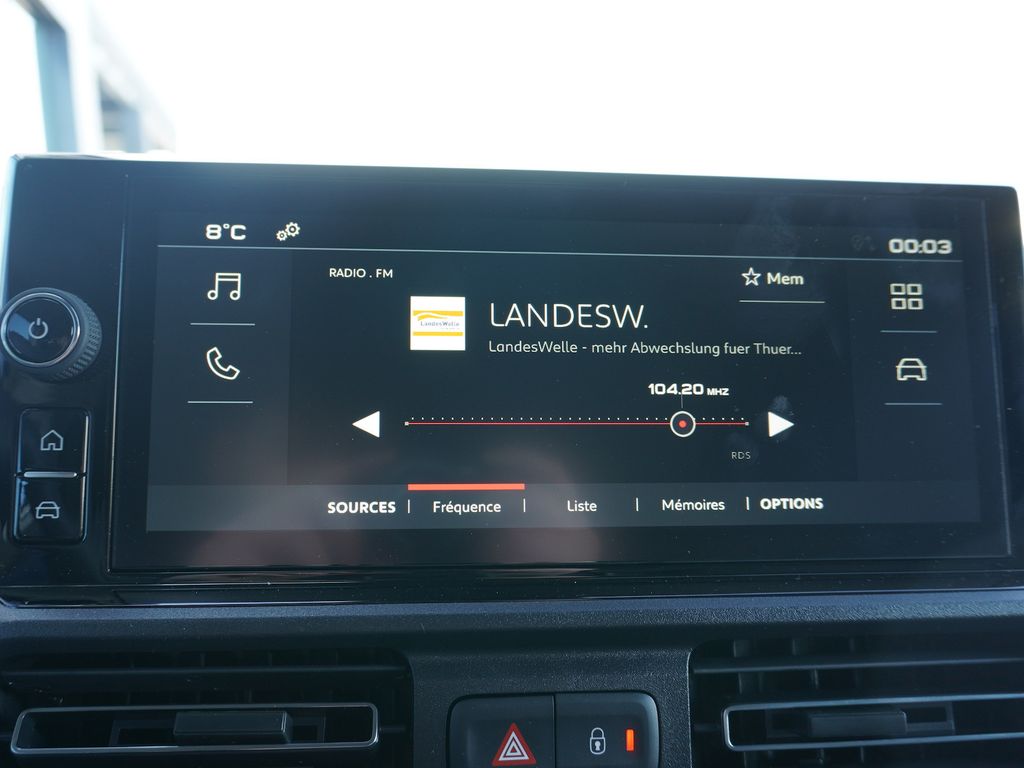 8°C
00:03
RADIO . FM
Mem
LandesWelle
LANDESW.
LandesWelle - mehr Abwechslung fuer Thuer...
104.20 MHZ
RDS
SOURCES | Fréquence | Liste | Mémoires | OPTIONS